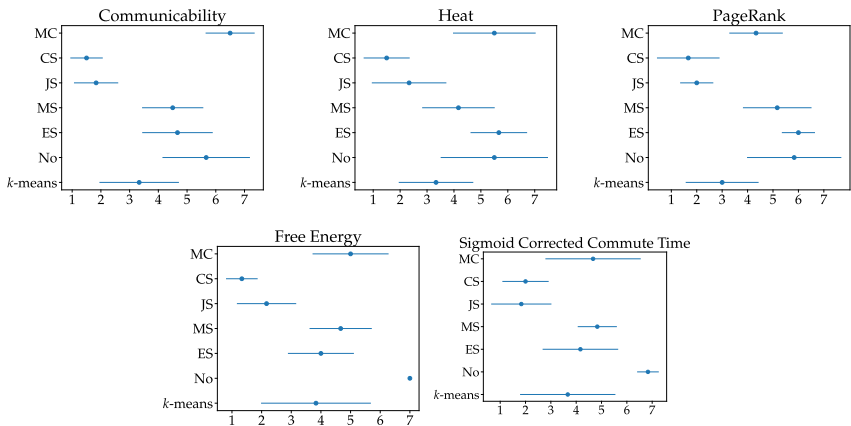 Communicability
MC
CS
JS
MS
ES
No
k-means
1 2 3 4 5 6 7
Heat
MC
CS
JS
MS
ES
No
k-means
1 2 3 4 5 6 7
PageRank
MC
CS
JS
MS
ES
No
k-means
1 2 3 4 5 6 7
Free Energy
MC
CS
JS
MS
ES
No
k-means
1 2 3 4 5 6 7
Sigmoid Corrected Commute Time
MC
CS
JS
MS
ES
No
k-means
1 2 3 4 5 6 7